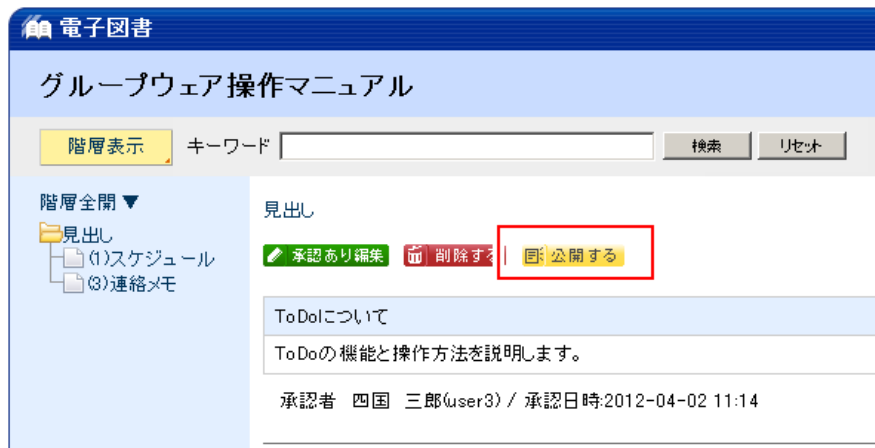 電子図書
グループウェア操作マニュアル
階層表示 キーワード 検索 リセット
階層全開▼
見出し
(1)スケジュール
(3)連絡メモ
見出し
承認あり編集 削除する 公開する
ToDoについて
ToDoの機能と操作方法を説明します。
承認者 四国 三郎(user3) / 承認日時:2012-04-02 11:14